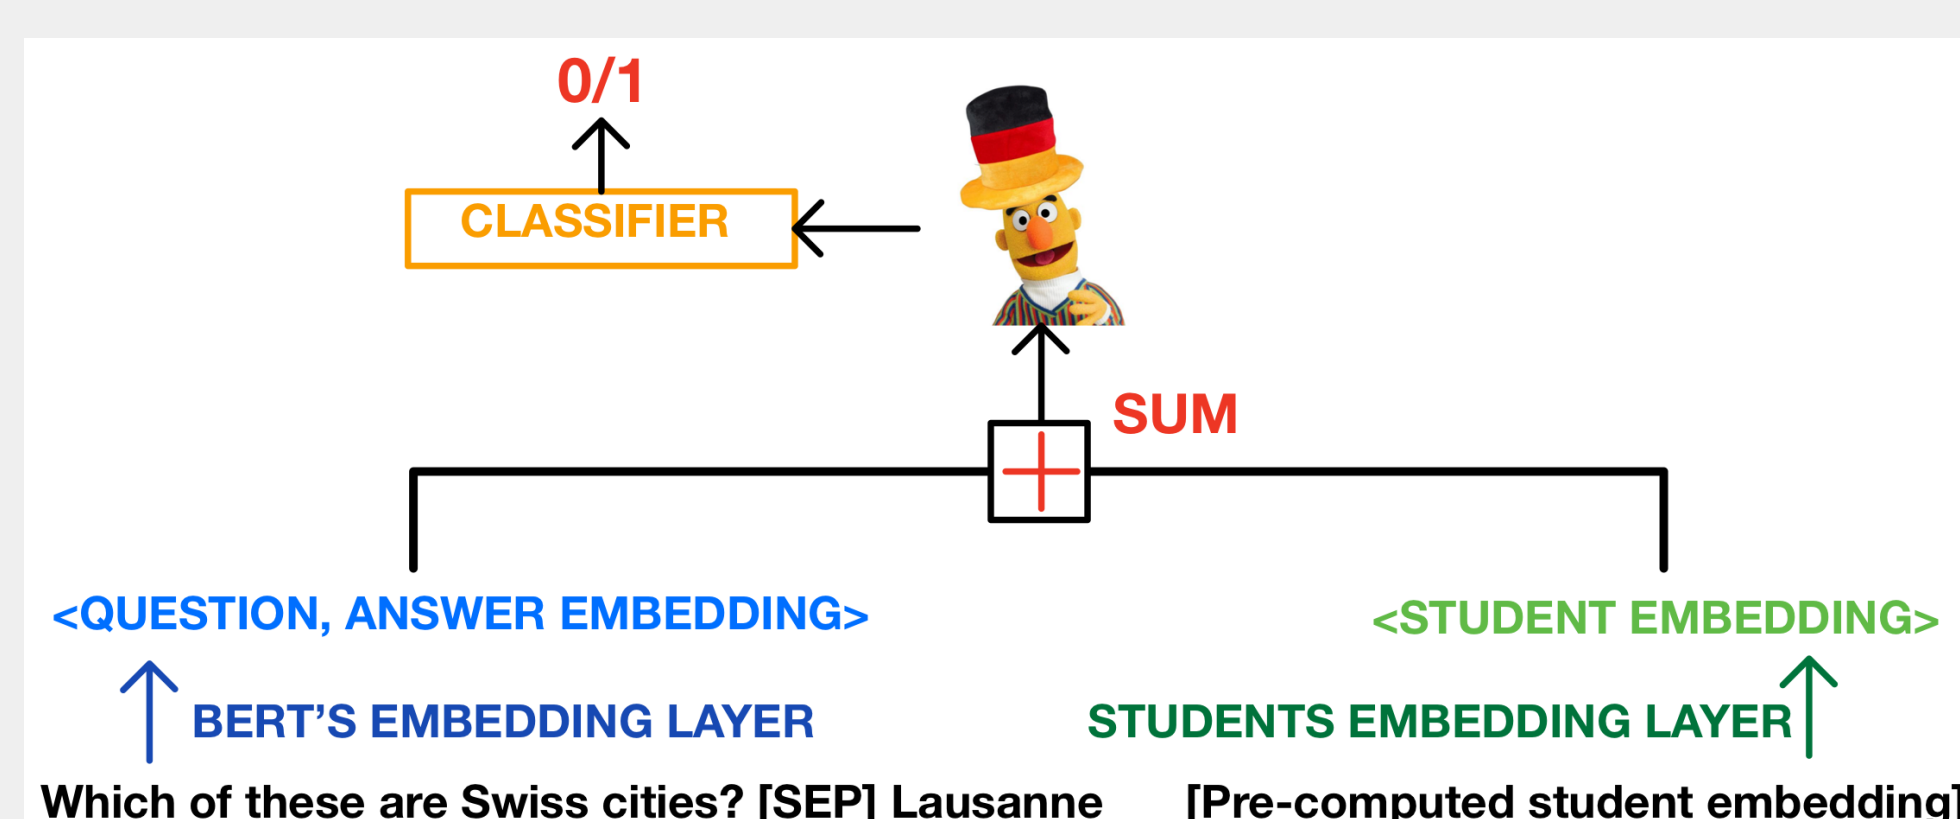 0/1
CLASSIFIER
SUM
<QUESTION, ANSWER EMBEDDING>
<STUDENT EMBEDDING>
BERT’S EMBEDDING LAYER
STUDENTS EMBEDDING LAYER
Which of these are Swiss cities? [SEP] Lausanne
[Pre-computed student embedding]